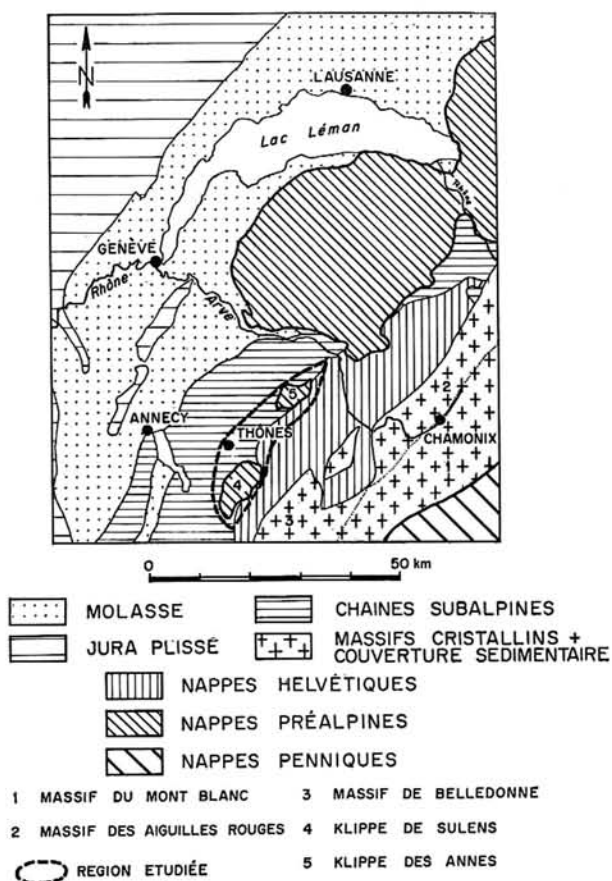 N
LAUSANNE
Lac Léman
Rhône
GENÈVE
Rhône
Arve
2
5
ANNECY
THÔNES
CHAMONIX
1
4
3
0 50 km
MOLASSE
CHAINES SUBALPINES
JURA PLISSÉ
MASSIFS CRISTALLINS +
COUVERTURE SEDIMENTAIRE
NAPPES HELVÉTIQUES
NAPPES PRÉALPINES
NAPPES PENNIQUES
1 MASSIF DU MONT BLANC
3 MASSIF DE BELLEDONNE
2 MASSIF DES AIGUILLES ROUGES
4 KLIPPE DE SULENS
REGION ETUDIÉE
5 KLIPPE DES ANNES